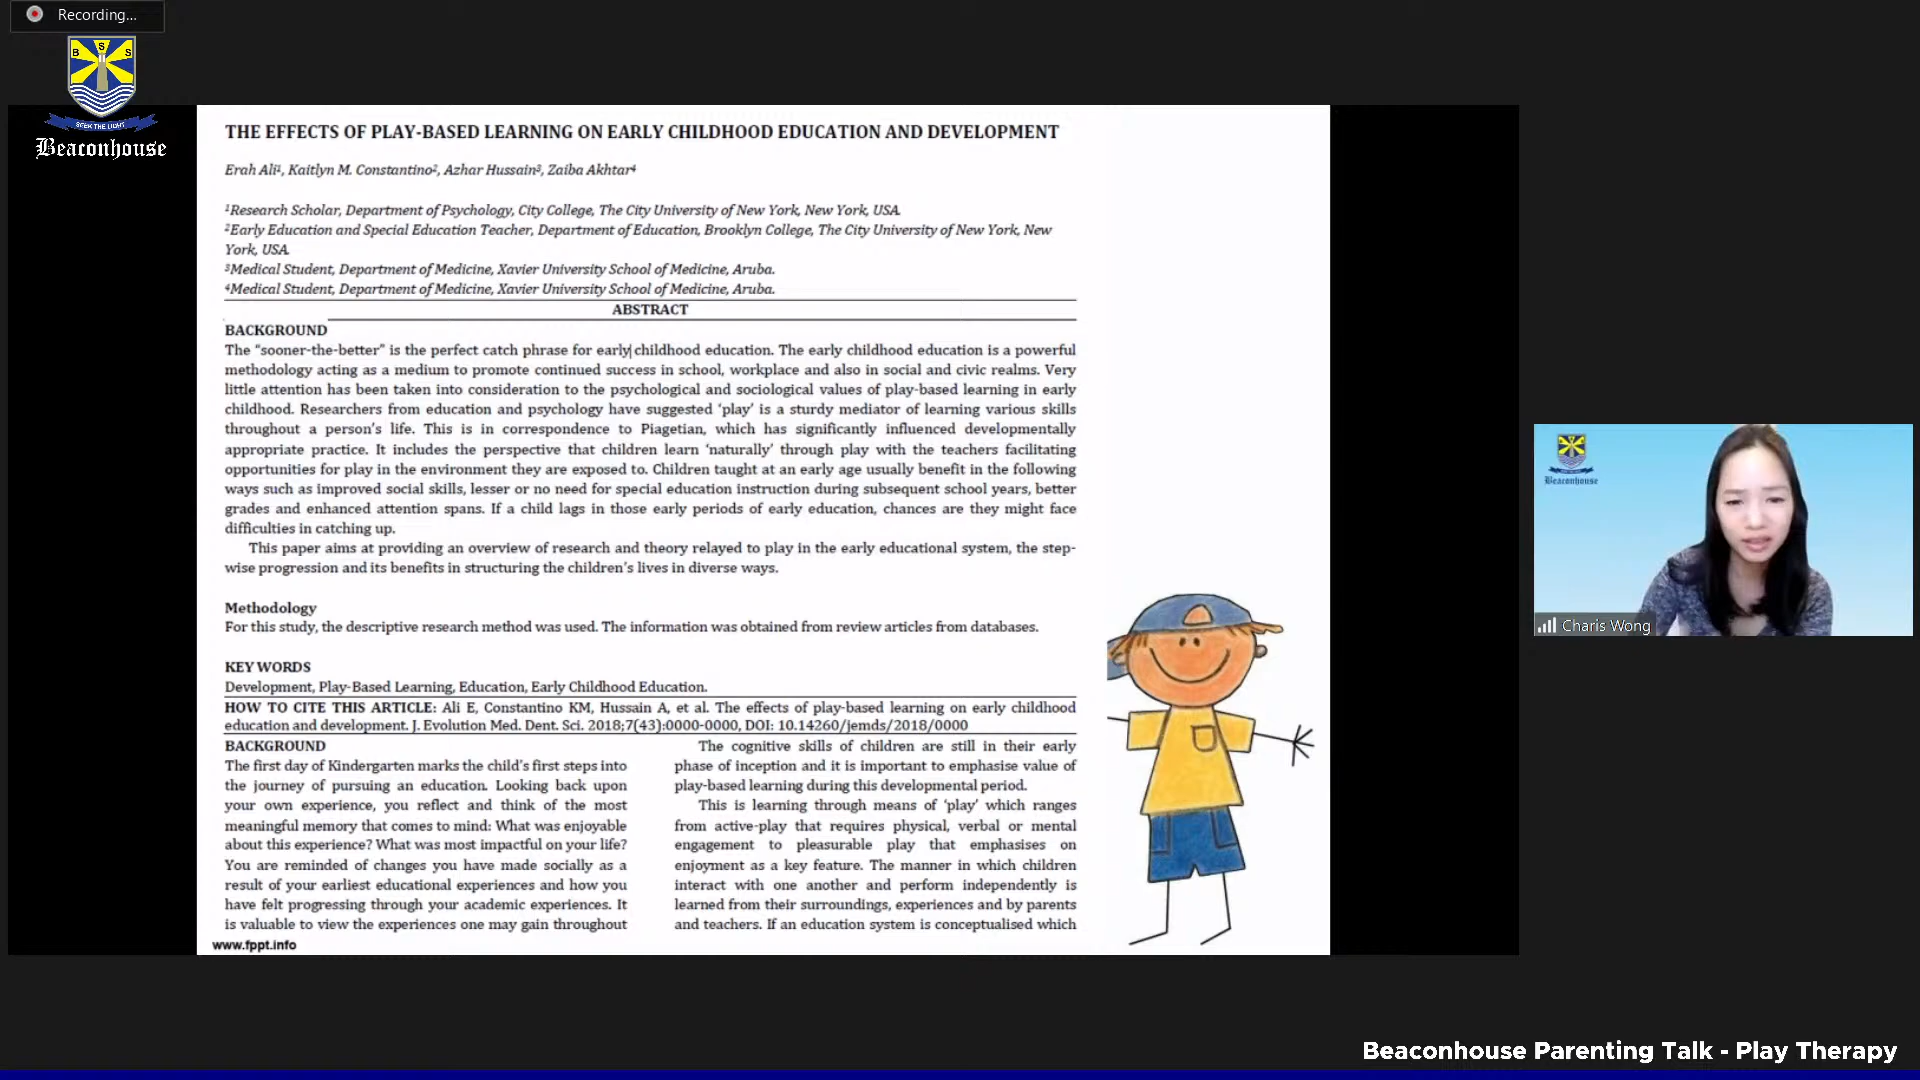 Recording...
B S S
SEEK THE LIGHT
Beaconhouse
THE EFFECTS OF PLAY-BASED LEARNING ON EARLY CHILDHOOD EDUCATION AND DEVELOPMENT
Erah Ali¹, Kaitlyn M. Constantino², Azhar Hussain³, Zaiba Akhtar⁴
¹Research Scholar, Department of Psychology, City College, The City University of New York, New York, USA.
²Early Education and Special Education Teacher, Department of Education, Brooklyn College, The City University of New York, New
York, USA.
³Medical Student, Department of Medicine, Xavier University School of Medicine, Aruba.
⁴Medical Student, Department of Medicine, Xavier University School of Medicine, Aruba.
ABSTRACT
BACKGROUND
The “sooner-the-better” is the perfect catch phrase for early childhood education. The early childhood education is a powerful
methodology acting as a medium to promote continued success in school, workplace and also in social and civic realms. Very
little attention has been taken into consideration to the psychological and sociological values of play-based learning in early
childhood. Researchers from education and psychology have suggested ‘play’ is a sturdy mediator of learning various skills
throughout a person’s life. This is in correspondence to Piagetian, which has significantly influenced developmentally
appropriate practice. It includes the perspective that children learn ‘naturally’ through play with the teachers facilitating
opportunities for play in the environment they are exposed to. Children taught at an early age usually benefit in the following
ways such as improved social skills, lesser or no need for special education instruction during subsequent school years, better
grades and enhanced attention spans. If a child lags in those early periods of early education, chances are they might face
difficulties in catching up.
This paper aims at providing an overview of research and theory relayed to play in the early educational system, the step-
wise progression and its benefits in structuring the children’s lives in diverse ways.
Methodology
For this study, the descriptive research method was used. The information was obtained from review articles from databases.
KEY WORDS
Development, Play-Based Learning, Education, Early Childhood Education.
HOW TO CITE THIS ARTICLE: Ali E, Constantino KM, Hussain A, et al. The effects of play-based learning on early childhood
education and development. J. Evolution Med. Dent. Sci. 2018;7(43):0000-0000, DOI: 10.14260/jemds/2018/0000
BACKGROUND
The first day of Kindergarten marks the child’s first steps into
the journey of pursuing an education. Looking back upon
your own experience, you reflect and think of the most
meaningful memory that comes to mind: What was enjoyable
about this experience? What was most impactful on your life?
You are reminded of changes you have made socially as a
result of your earliest educational experiences and how you
have felt progressing through your academic experiences. It
is valuable to view the experiences one may gain throughout
The cognitive skills of children are still in their early
phase of inception and it is important to emphasise value of
play-based learning during this developmental period.
This is learning through means of ‘play’ which ranges
from active-play that requires physical, verbal or mental
engagement to pleasurable play that emphasises on
enjoyment as a key feature. The manner in which children
interact with one another and perform independently is
learned from their surroundings, experiences and by parents
and teachers. If an education system is conceptualised which
www.fppt.info
Beaconhouse
Charis Wong
Beaconhouse Parenting Talk - Play Therapy